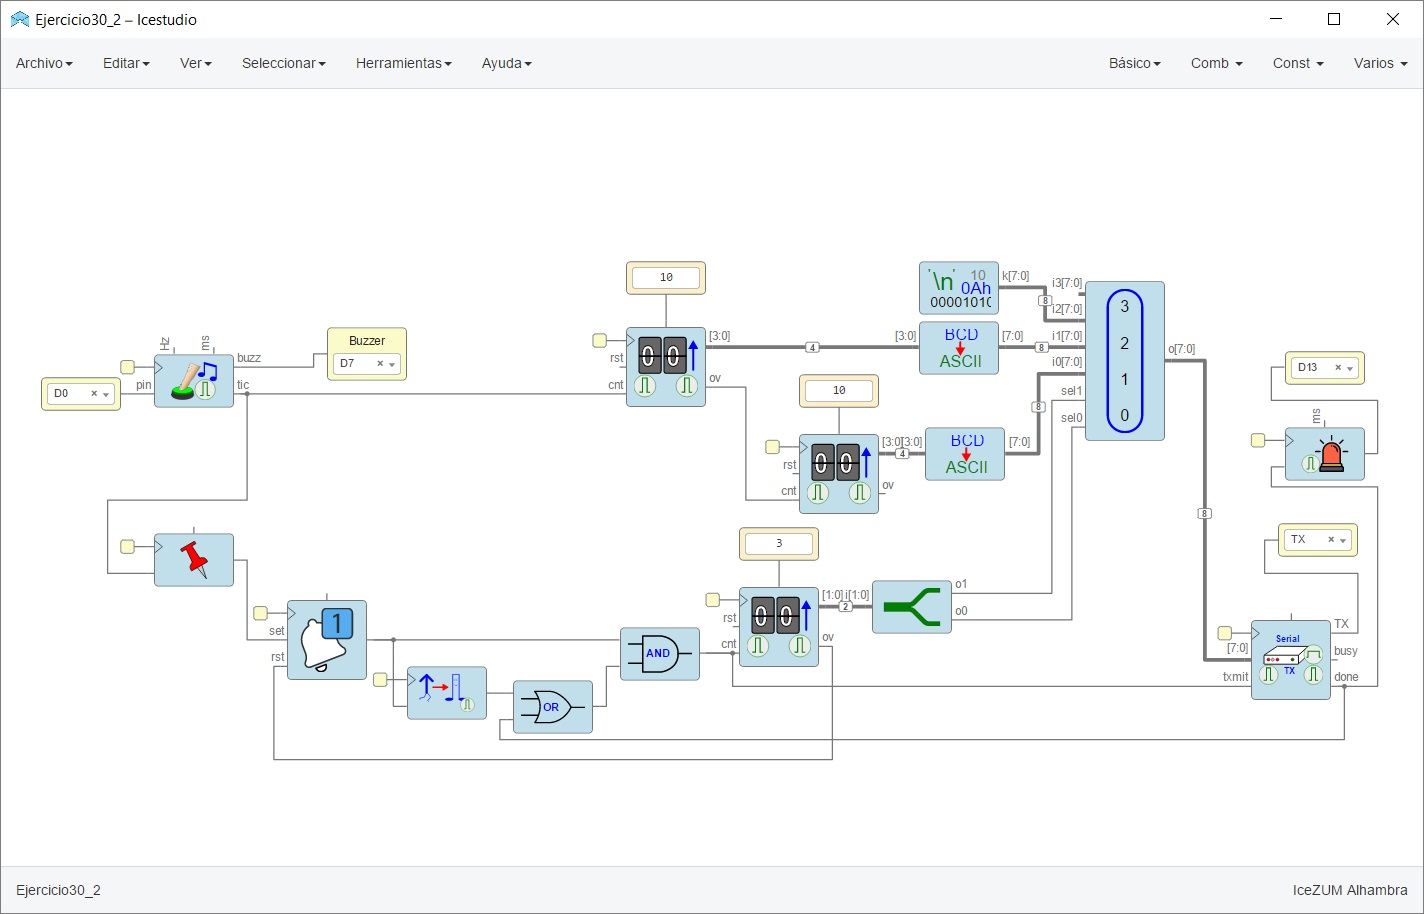 Ejercicio30_2 – Icestudio
Archivo Editar Ver Seleccionar Herramientas Ayuda Básico Comb Const Varios
10
'\n' 10
0Ah
00001010
k[7:0]
i3[7:0]
i2[7:0]
i1[7:0]
i0[7:0]
sel1
sel0
3
2
1
0
o[7:0]
8
rst
cnt
[3:0]
ov
00
4
[3:0]
BCD
ASCII
[7:0]
8
Hz
ms
pin
buzz
tic
Buzzer
D7
D0
10
rst
cnt
00
[3:0]
ov
4
[3:0]
BCD
ASCII
[7:0]
8
D13
ms
8
TX
set
rst
1
AND
OR
3
rst
cnt
00
[1:0]
ov
2
i[1:0]
o1
o0
[7:0]
txmit
Serial
TX
TX
busy
done
Ejercicio30_2
IceZUM Alhambra